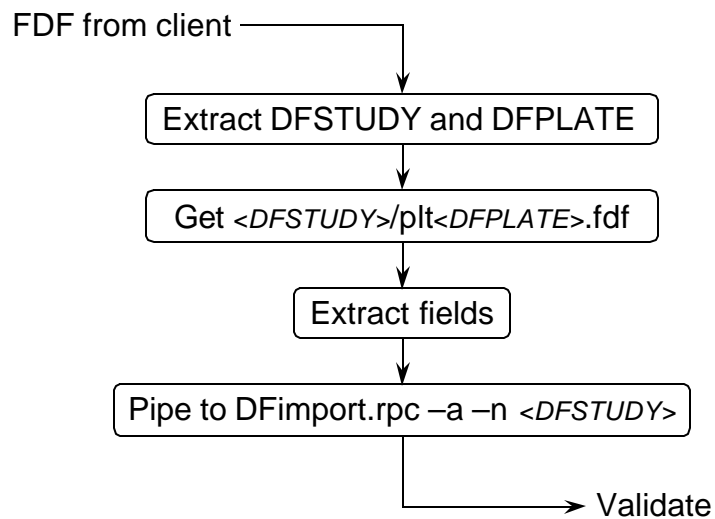 FDF from client
Extract DFSTUDY and DFPLATE
Get <DFSTUDY>/plt<DFPLATE>.fdf
Extract fields
Pipe to DFimport.rpc –a –n <DFSTUDY>
Validate